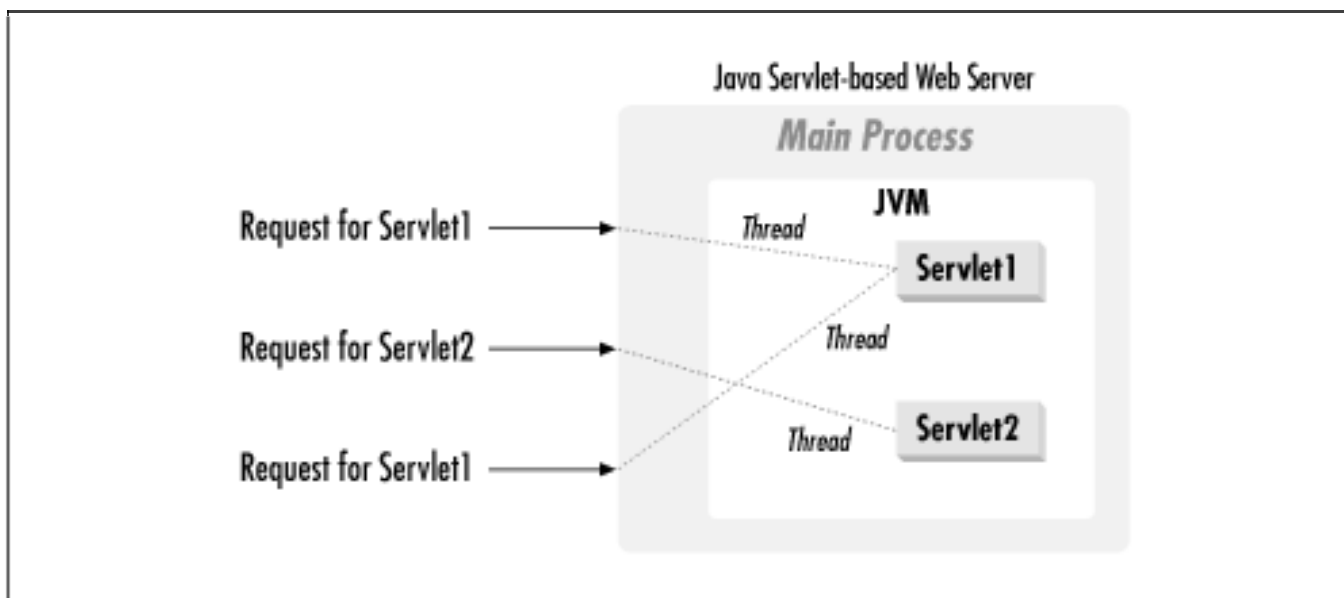 Java Servlet-based Web Server
Main Process
JVM
Request for Servlet1
Thread
Servlet1
Thread
Request for Servlet2
Thread
Servlet2
Request for Servlet1